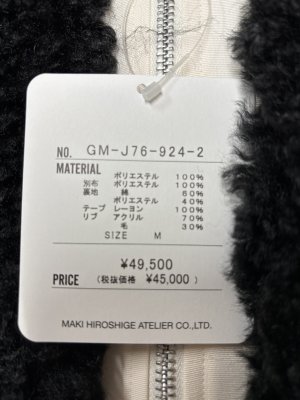 NO. GM-J76-924-2
MATERIAL
ポリエステル 100%
別布 ポリエステル 100%
裏地 綿 60%
ポリエステル 40%
テープ レーヨン 100%
リブ アクリル 70%
毛 30%
SIZE M
¥49,500
PRICE (税抜価格 ¥45,000)
MAKI HIROSHIGE ATELIER CO.,LTD.